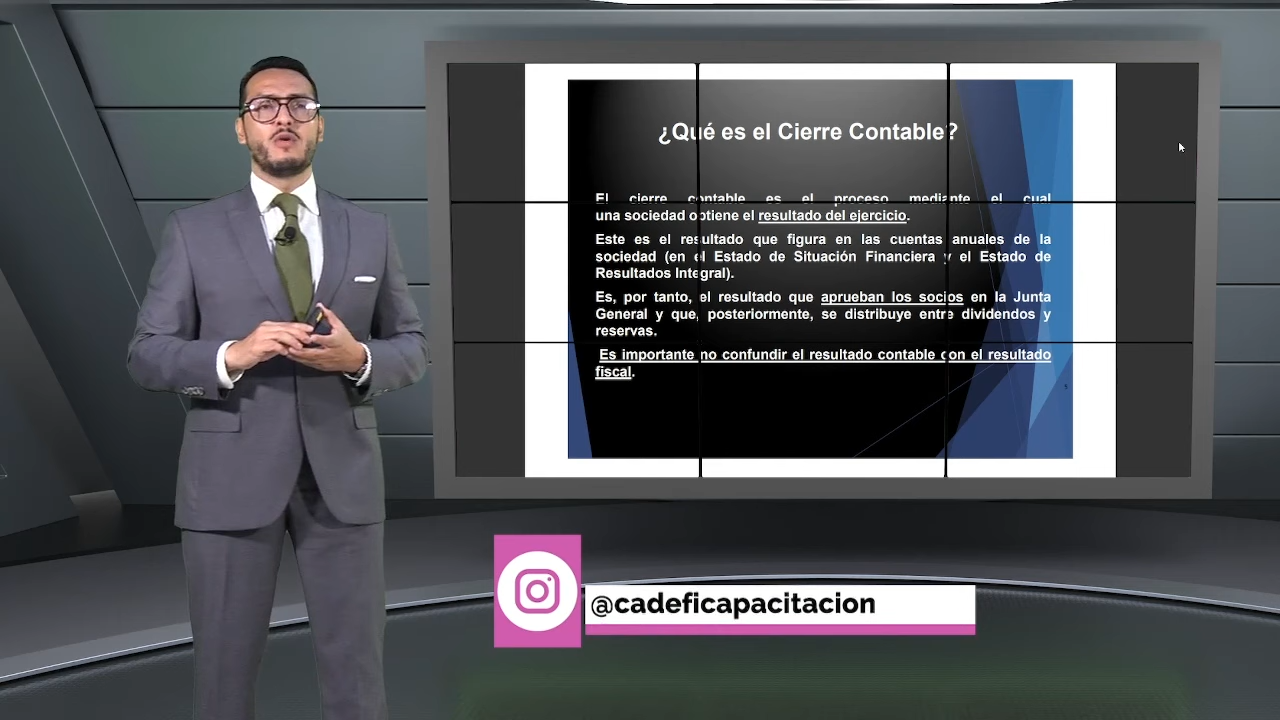 ¿Qué es el Cierre Contable?
El cierre contable es el proceso mediante el cual
una sociedad obtiene el resultado del ejercicio.
Este es el resultado que figura en las cuentas anuales de la
sociedad (en el Estado de Situación Financiera y el Estado de
Resultados Integral).
Es, por tanto, el resultado que aprueban los socios en la Junta
General y que, posteriormente, se distribuye entre dividendos y
reservas.
Es importante no confundir el resultado contable con el resultado
fiscal.
@cadeficapacitacion